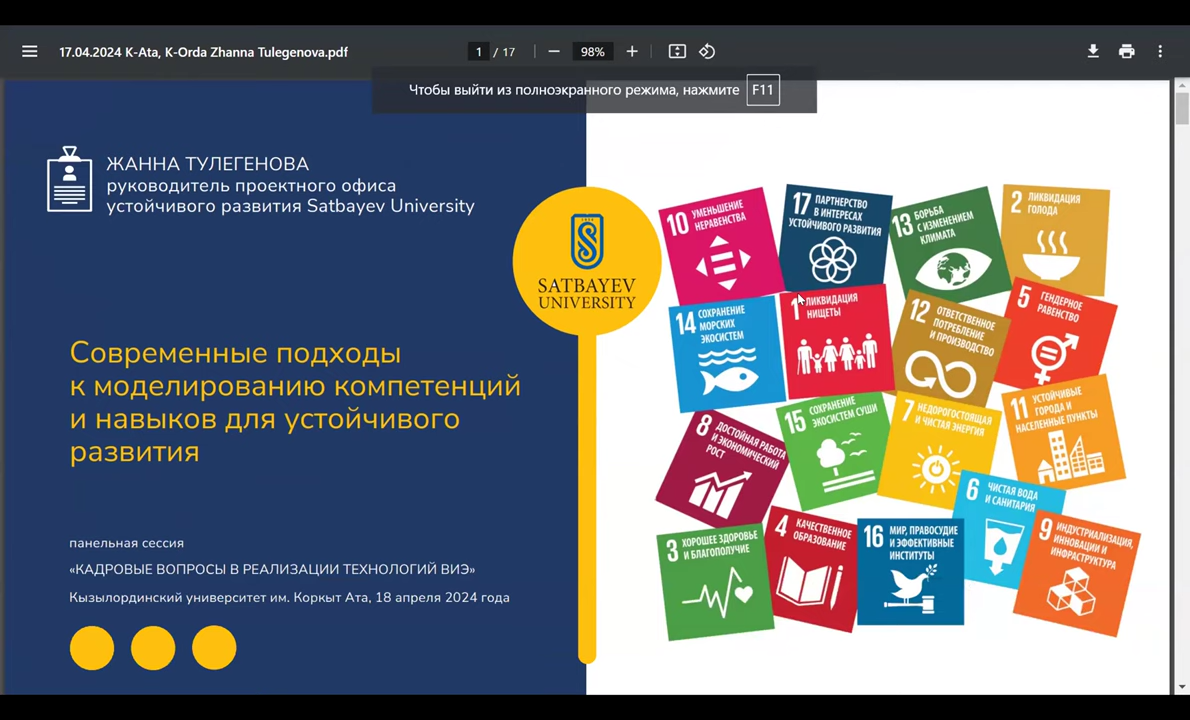 17.04.2024 K-Ata, K-Orda Zhanna Tulegenova.pdf
1 / 17
98%
Чтобы выйти из полноэкранного режима, нажмите F11
ЖАННА ТУЛЕГЕНОВА
руководитель проектного офиса
устойчивого развития Satbayev University
SATBAYEV
UNIVERSITY
Современные подходы
к моделированию компетенций
и навыков для устойчивого
развития
панельная сессия
«КАДРОВЫЕ ВОПРОСЫ В РЕАЛИЗАЦИИ ТЕХНОЛОГИЙ ВИЭ»
Кызылординский университет им. Коркыт Ата, 18 апреля 2024 года
10 УМЕНЬШЕНИЕ
НЕРАВЕНСТВА
17 ПАРТНЕРСТВО
В ИНТЕРЕСАХ
УСТОЙЧИВОГО РАЗВИТИЯ
13 БОРЬБА
С ИЗМЕНЕНИЕМ
КЛИМАТА
2 ЛИКВИДАЦИЯ
ГОЛОДА
14 СОХРАНЕНИЕ
МОРСКИХ
ЭКОСИСТЕМ
1 ЛИКВИДАЦИЯ
НИЩЕТЫ
12 ОТВЕТСТВЕННОЕ
ПОТРЕБЛЕНИЕ
И ПРОИЗВОДСТВО
5 ГЕНДЕРНОЕ
РАВЕНСТВО
8 ДОСТОЙНАЯ РАБОТА
И ЭКОНОМИЧЕСКИЙ
РОСТ
15 СОХРАНЕНИЕ
ЭКОСИСТЕМ СУШИ
7 НЕДОРОГОСТОЯЩАЯ
И ЧИСТАЯ ЭНЕРГИЯ
11 УСТОЙЧИВЫЕ
ГОРОДА И
НАСЕЛЕННЫЕ ПУНКТЫ
3 ХОРОШЕЕ ЗДОРОВЬЕ
И БЛАГОПОЛУЧИЕ
4 КАЧЕСТВЕННОЕ
ОБРАЗОВАНИЕ
16 МИР, ПРАВОСУДИЕ
И ЭФФЕКТИВНЫЕ
ИНСТИТУТЫ
6 ЧИСТАЯ ВОДА
И САНИТАРИЯ
9 ИНДУСТРИАЛИЗАЦИЯ,
ИННОВАЦИИ И
ИНФРАСТРУКТУРА